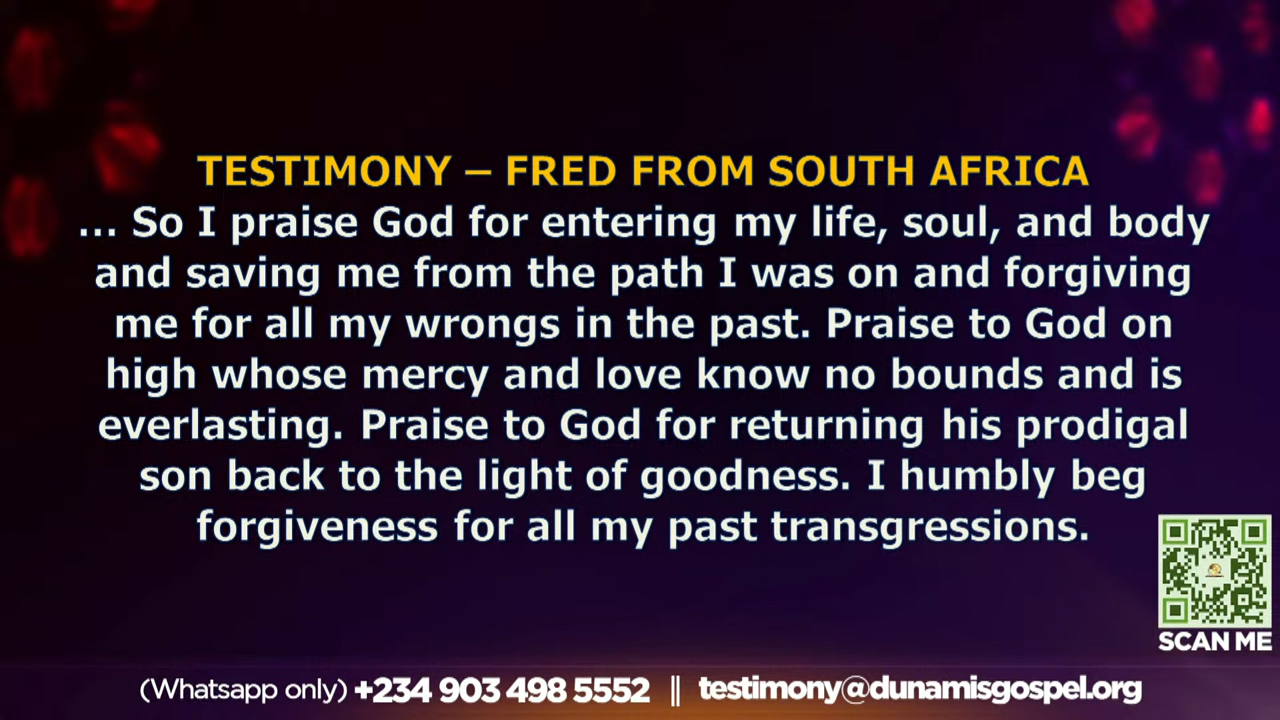 TESTIMONY – FRED FROM SOUTH AFRICA
... So I praise God for entering my life, soul, and body
and saving me from the path I was on and forgiving
me for all my wrongs in the past. Praise to God on
high whose mercy and love know no bounds and is
everlasting. Praise to God for returning his prodigal
son back to the light of goodness. I humbly beg
forgiveness for all my past transgressions.
SCAN ME
(Whatsapp only) +234 903 498 5552 || testimony@dunamisgospel.org